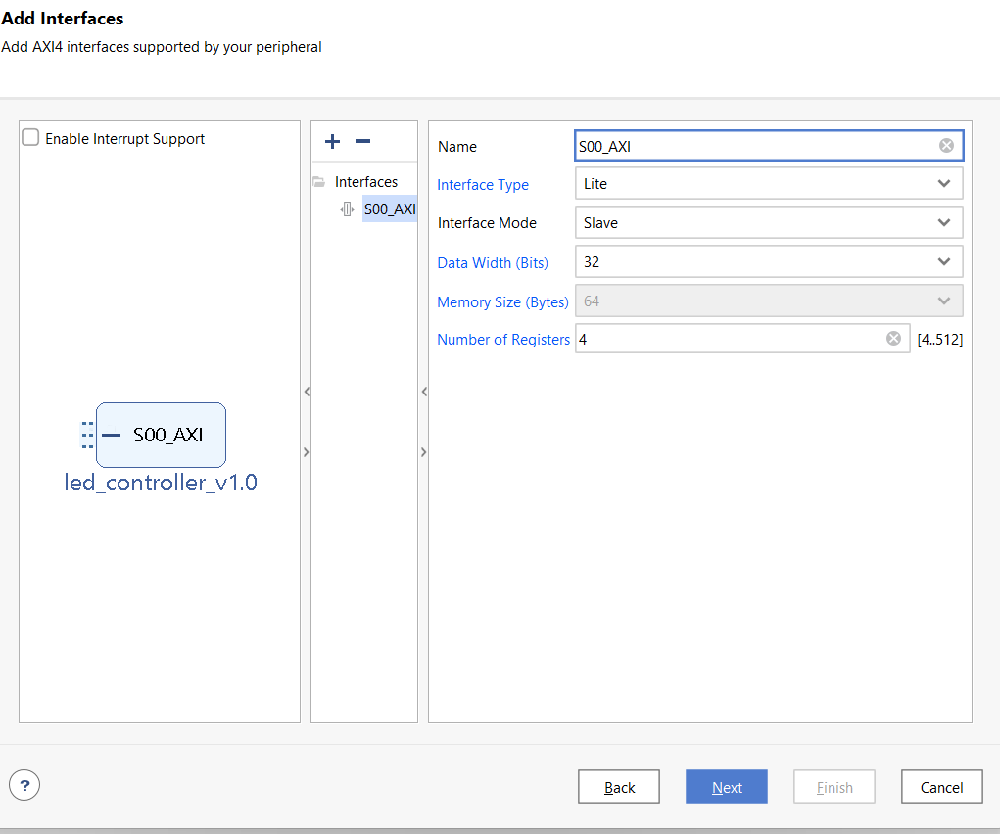 Add Interfaces
Add AXI4 interfaces supported by your peripheral
Enable Interrupt Support
S00_AXI
led_controller_v1.0
Interfaces
S00_AXI
Name S00_AXI
Interface Type Lite
Interface Mode Slave
Data Width (Bits) 32
Memory Size (Bytes) 64
Number of Registers 4 [4..512]
? Back Next Finish Cancel